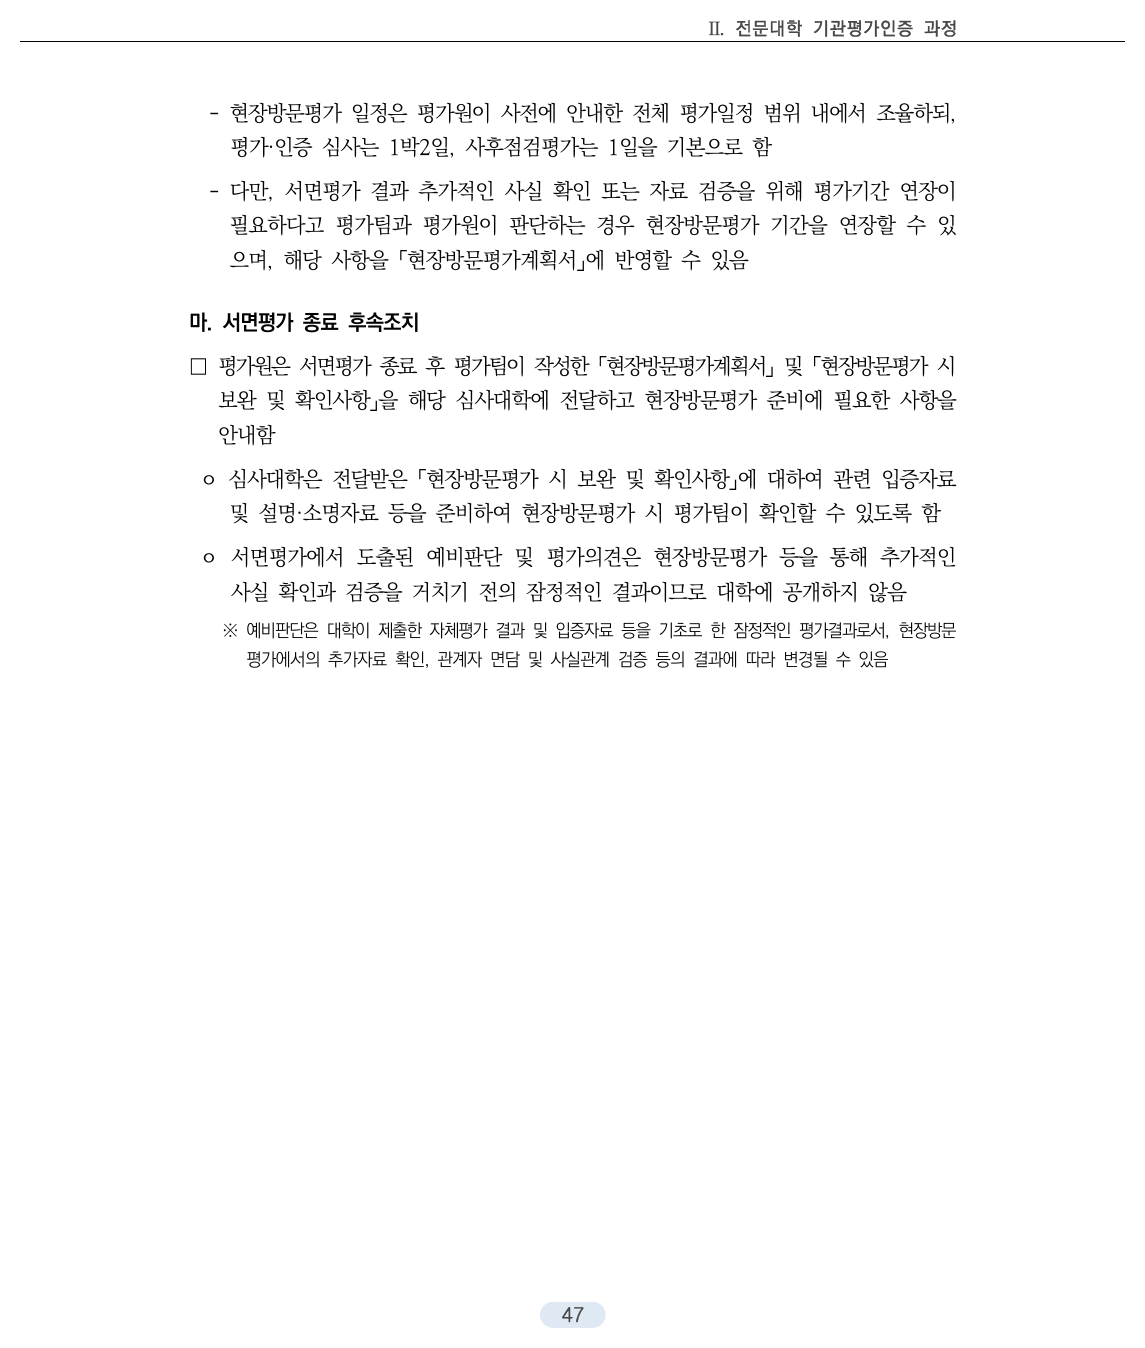 Ⅱ. 전문대학 기관평가인증 과정
- 현장방문평가 일정은 평가원이 사전에 안내한 전체 평가일정 범위 내에서 조율하되,
평가·인증 심사는 1박2일, 사후점검평가는 1일을 기본으로 함
- 다만, 서면평가 결과 추가적인 사실 확인 또는 자료 검증을 위해 평가기간 연장이
필요하다고 평가팀과 평가원이 판단하는 경우 현장방문평가 기간을 연장할 수 있
으며, 해당 사항을 「현장방문평가계획서」에 반영할 수 있음
마. 서면평가 종료 후속조치
□ 평가원은 서면평가 종료 후 평가팀이 작성한 「현장방문평가계획서」 및 「현장방문평가 시
보완 및 확인사항」을 해당 심사대학에 전달하고 현장방문평가 준비에 필요한 사항을
안내함
ㅇ 심사대학은 전달받은 「현장방문평가 시 보완 및 확인사항」에 대하여 관련 입증자료
및 설명·소명자료 등을 준비하여 현장방문평가 시 평가팀이 확인할 수 있도록 함
ㅇ 서면평가에서 도출된 예비판단 및 평가의견은 현장방문평가 등을 통해 추가적인
사실 확인과 검증을 거치기 전의 잠정적인 결과이므로 대학에 공개하지 않음
※ 예비판단은 대학이 제출한 자체평가 결과 및 입증자료 등을 기초로 한 잠정적인 평가결과로서, 현장방문
평가에서의 추가자료 확인, 관계자 면담 및 사실관계 검증 등의 결과에 따라 변경될 수 있음
47